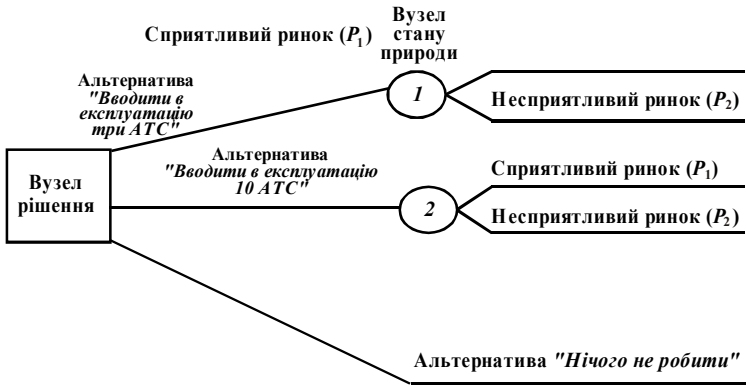 Сприятливий ринок (P₁)
Вузел
стану
природи
Альтернатива
"Вводити в
експлуатацію
три АТС"
1
Несприятливий ринок (P₂)
Альтернатива
"Вводити в експлуатацію
10 АТС"
Вузел
рішення
2
Сприятливий ринок (P₁)
Несприятливий ринок (P₂)
Альтернатива "Нічого не робити"